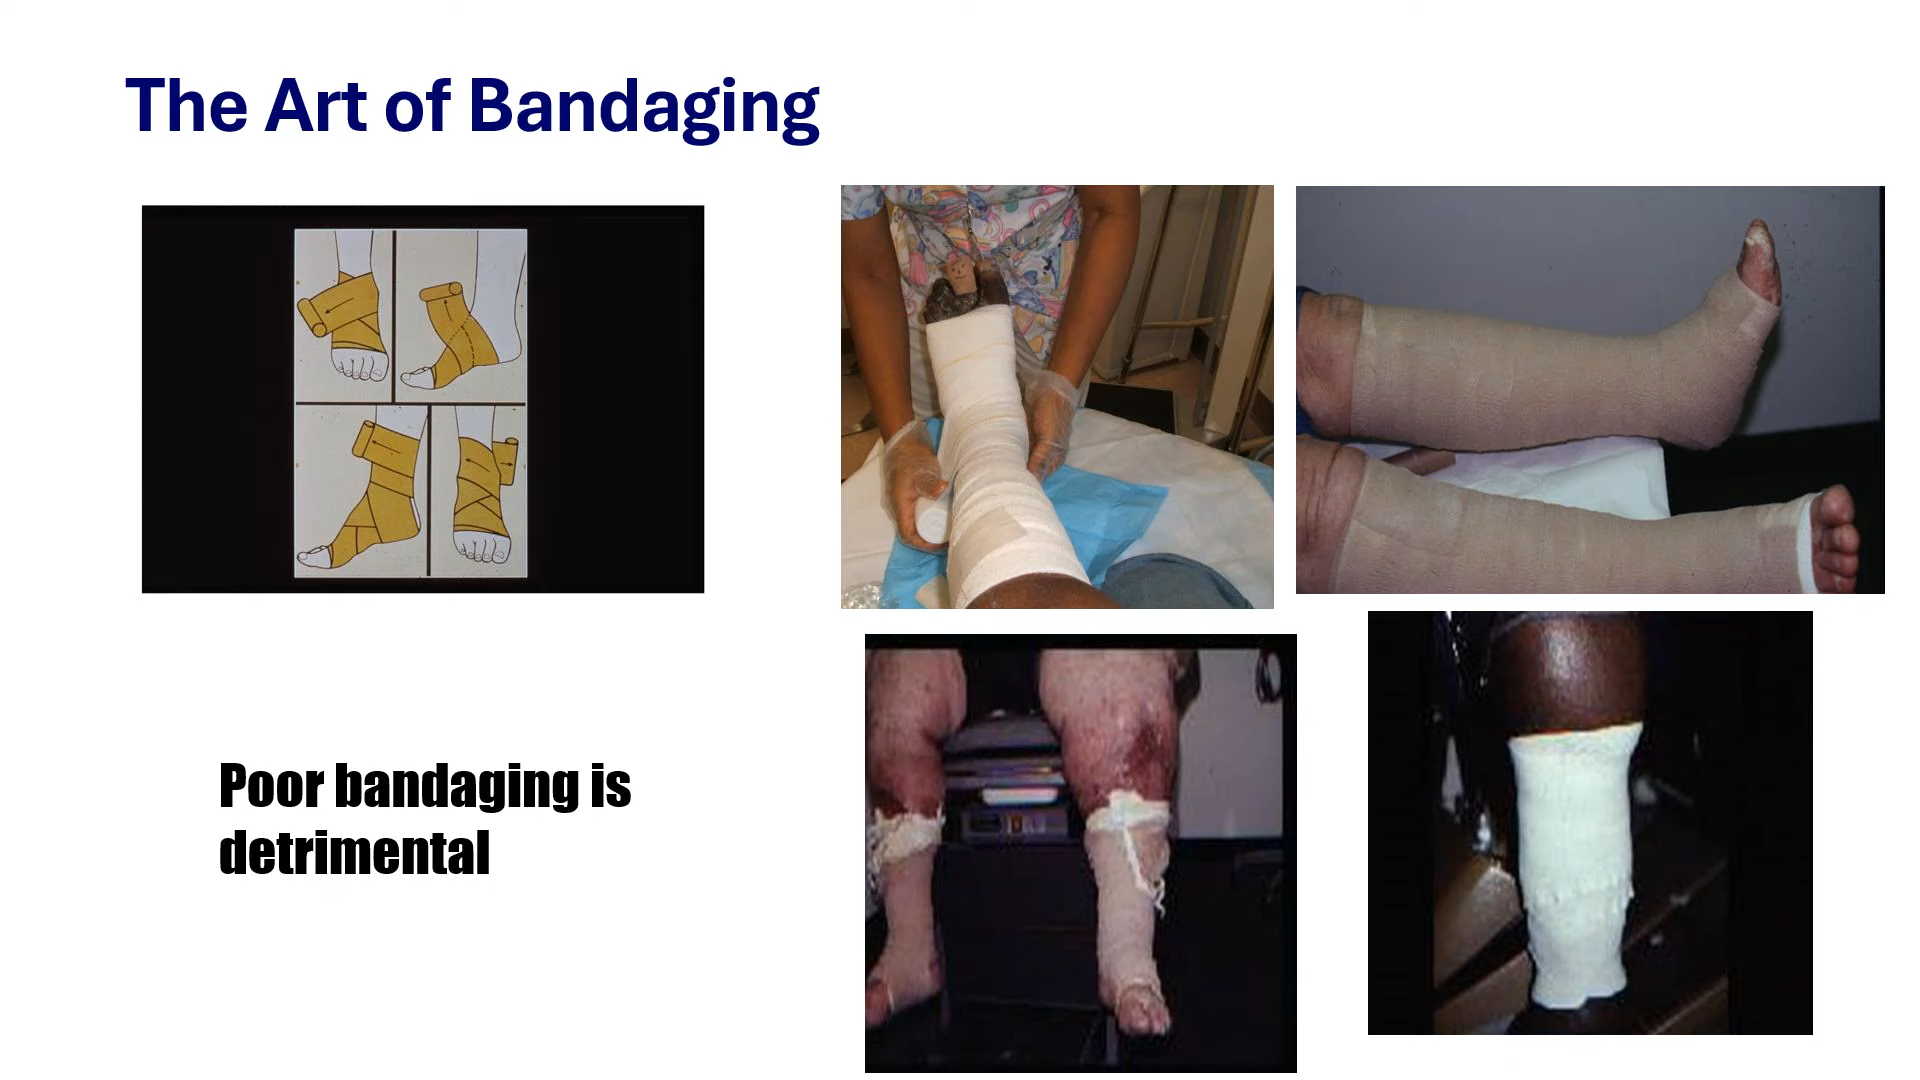 The Art of Bandaging
Poor bandaging is
detrimental